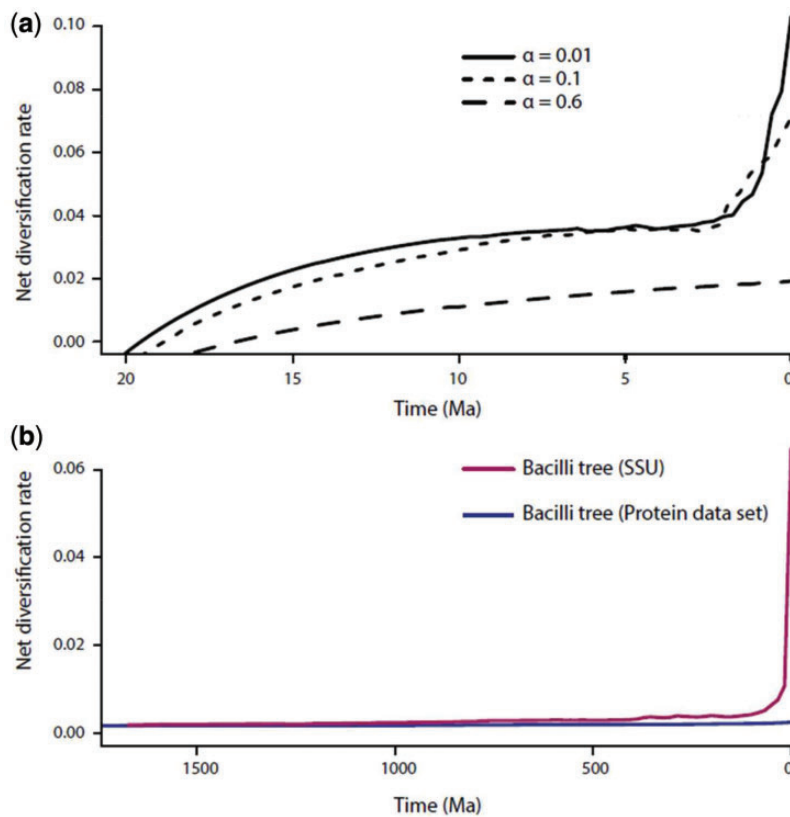 (a)
0.10
0.08
0.06
0.04
0.02
0.00
Net diversification rate
α = 0.01
α = 0.1
α = 0.6
20
15
10
5
0
Time (Ma)
(b)
0.06
0.04
0.02
0.00
Net diversification rate
Bacilli tree (SSU)
Bacilli tree (Protein data set)
1500
1000
500
0
Time (Ma)